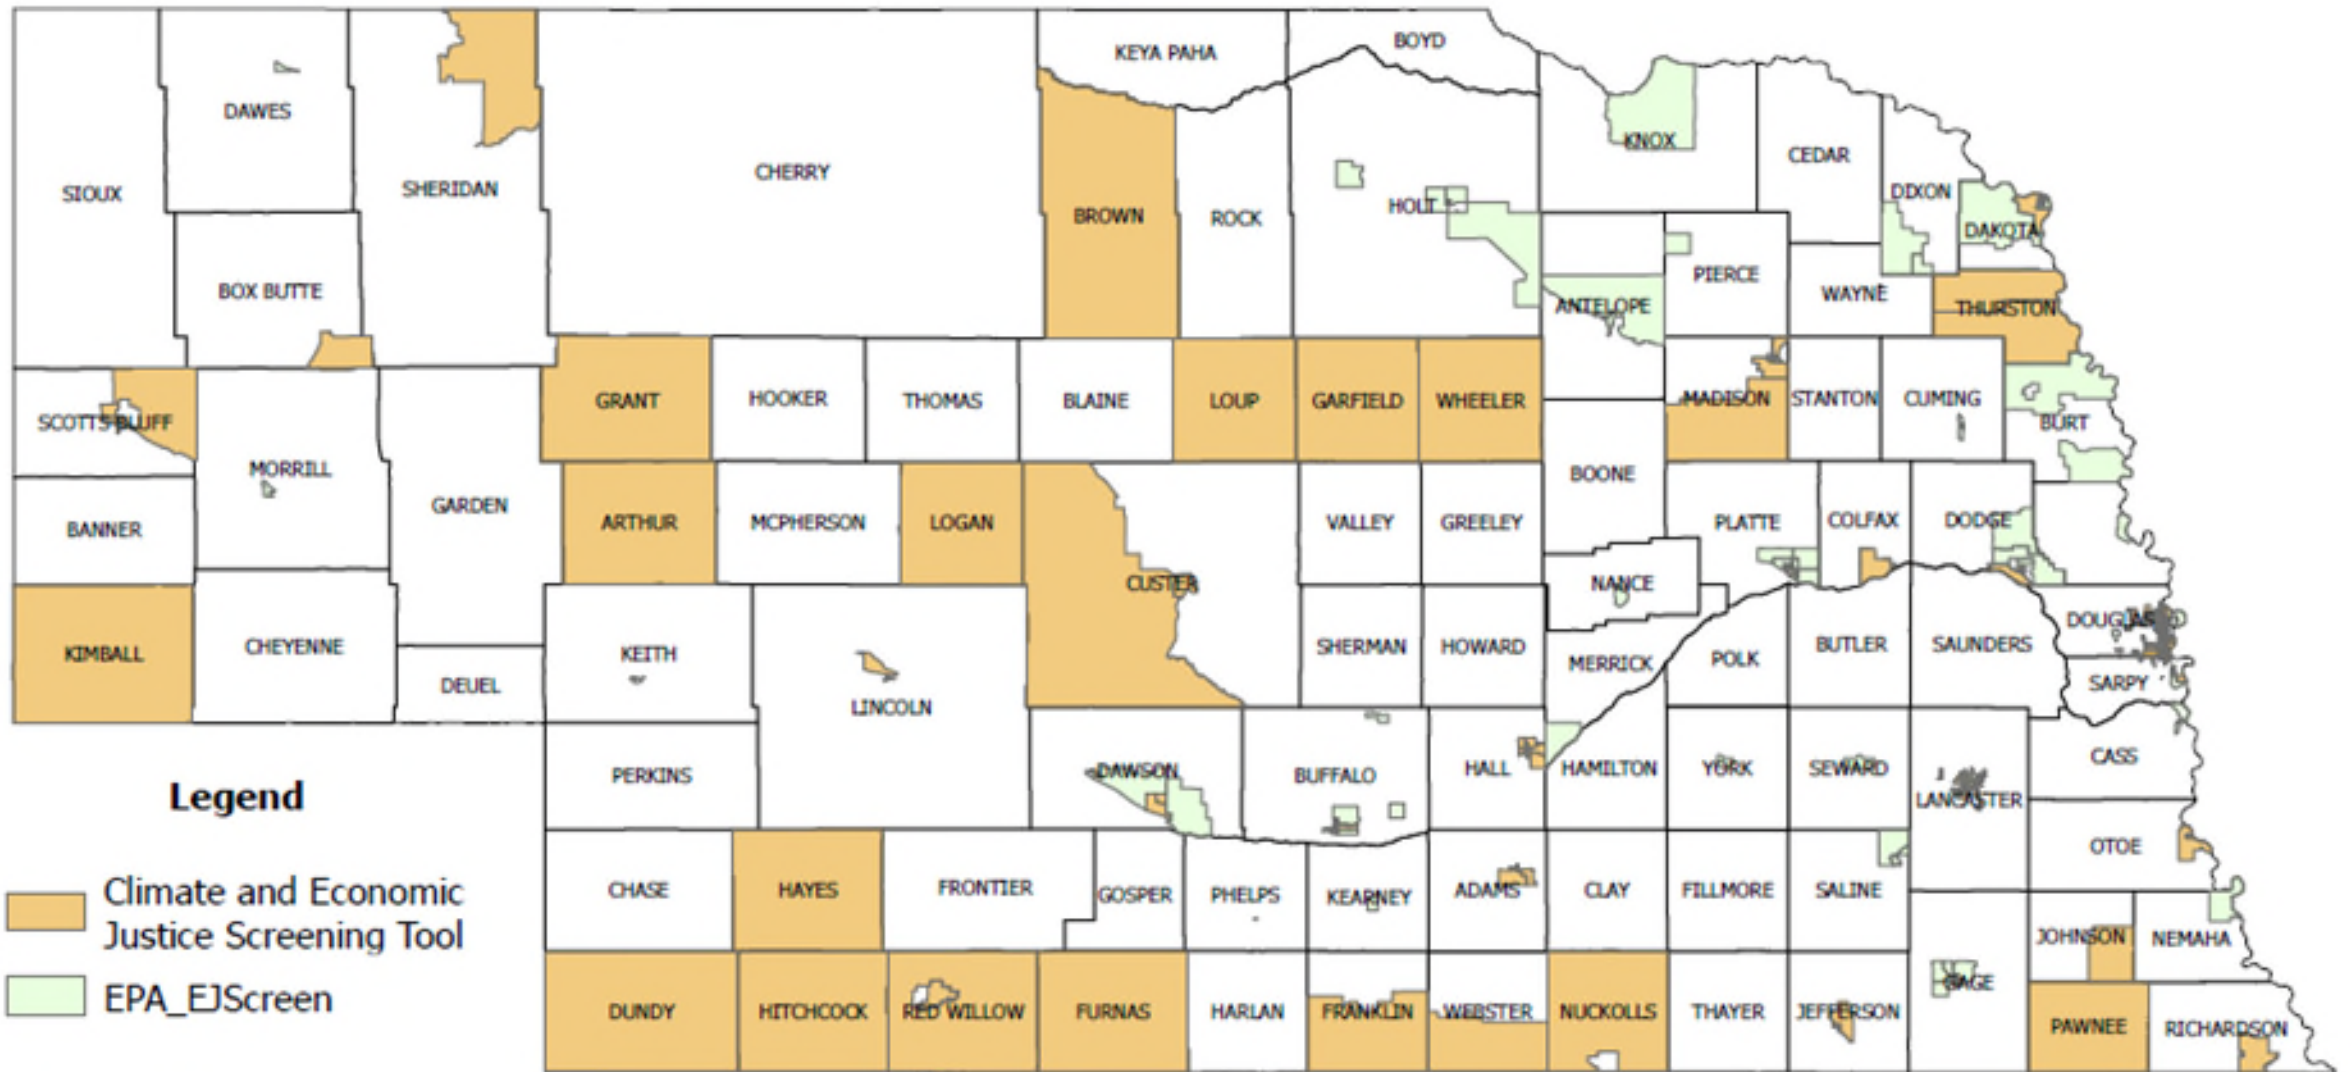 KEYA PAHA
BOYD
DAWES
KNOX
CEDAR
SIOUX
SHERIDAN
CHERRY
BROWN
ROCK
HOLT
DIXON
DAKOTA
BOX BUTTE
ANTELOPE
PIERCE
WAYNE
THURSTON
SCOTTS BLUFF
GRANT
HOOKER
THOMAS
BLAINE
LOUP
GARFIELD
WHEELER
MADISON
STANTON
CUMING
BURT
MORRILL
BANNER
GARDEN
ARTHUR
MCPHERSON
LOGAN
CUSTER
VALLEY
GREELEY
BOONE
PLATTE
COLFAX
DODGE
NANCE
KIMBALL
CHEYENNE
DEUEL
KEITH
LINCOLN
SHERMAN
HOWARD
MERRICK
POLK
BUTLER
SAUNDERS
DOUGLAS
SARPY
PERKINS
DAWSON
BUFFALO
HALL
HAMILTON
YORK
SEWARD
LANCASTER
CASS
OTOE
CHASE
HAYES
FRONTIER
GOSPER
PHELPS
KEARNEY
ADAMS
CLAY
FILLMORE
SALINE
JOHNSON
NEMAHA
GAGE
DUNDY
HITCHCOCK
RED WILLOW
FURNAS
HARLAN
FRANKLIN
WEBSTER
NUCKOLLS
THAYER
JEFFERSON
PAWNEE
RICHARDSON
Legend
Climate and Economic
Justice Screening Tool
EPA_EJScreen